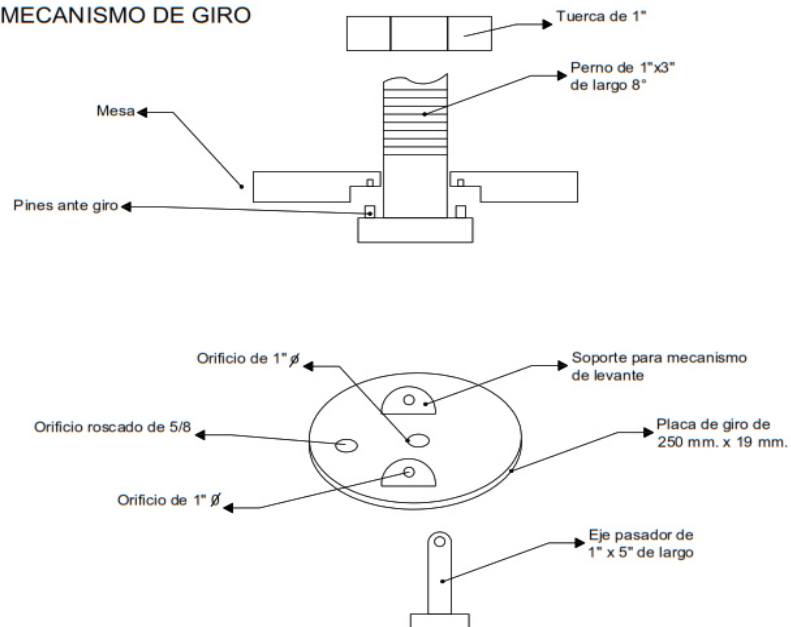 MECANISMO DE GIRO
Tuerca de 1"
Perno de 1"x3"
de largo 8°
Mesa
Pines ante giro
Orificio de 1" ø
Soporte para mecanismo
de levante
Orificio roscado de 5/8
Placa de giro de
250 mm. x 19 mm.
Orificio de 1" Ø
Eje pasador de
1" x 5" de largo